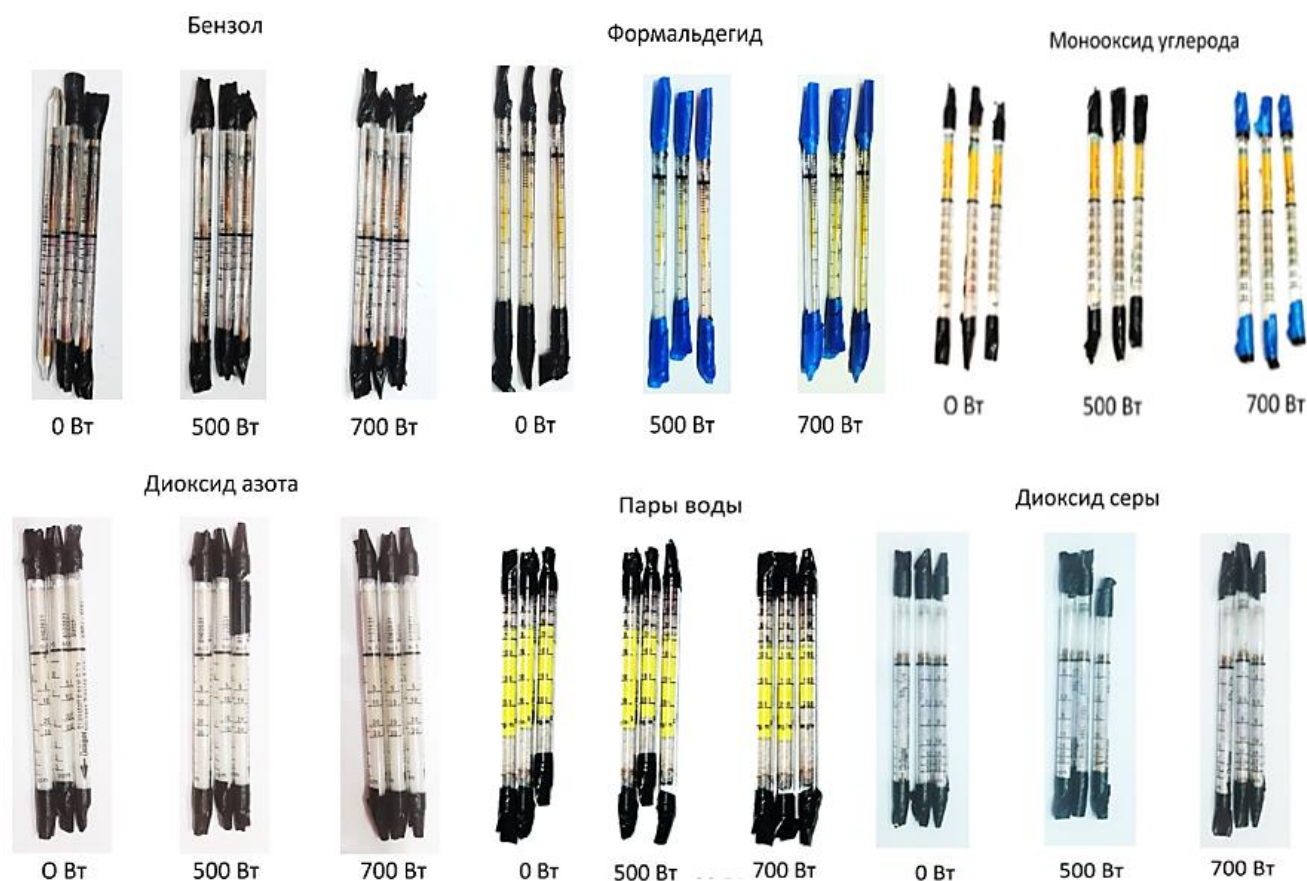 Бензол
Формальдегид
Монооксид углерода
0 Вт
500 Вт
700 Вт
0 Вт
500 Вт
700 Вт
О Вт
500 Вт
700 Вт
Диоксид азота
Пары воды
Диоксид серы
О Вт
500 Вт
700 Вт
0 Вт
500 Вт
700 Вт
0 Вт
500 Вт
700 Вт